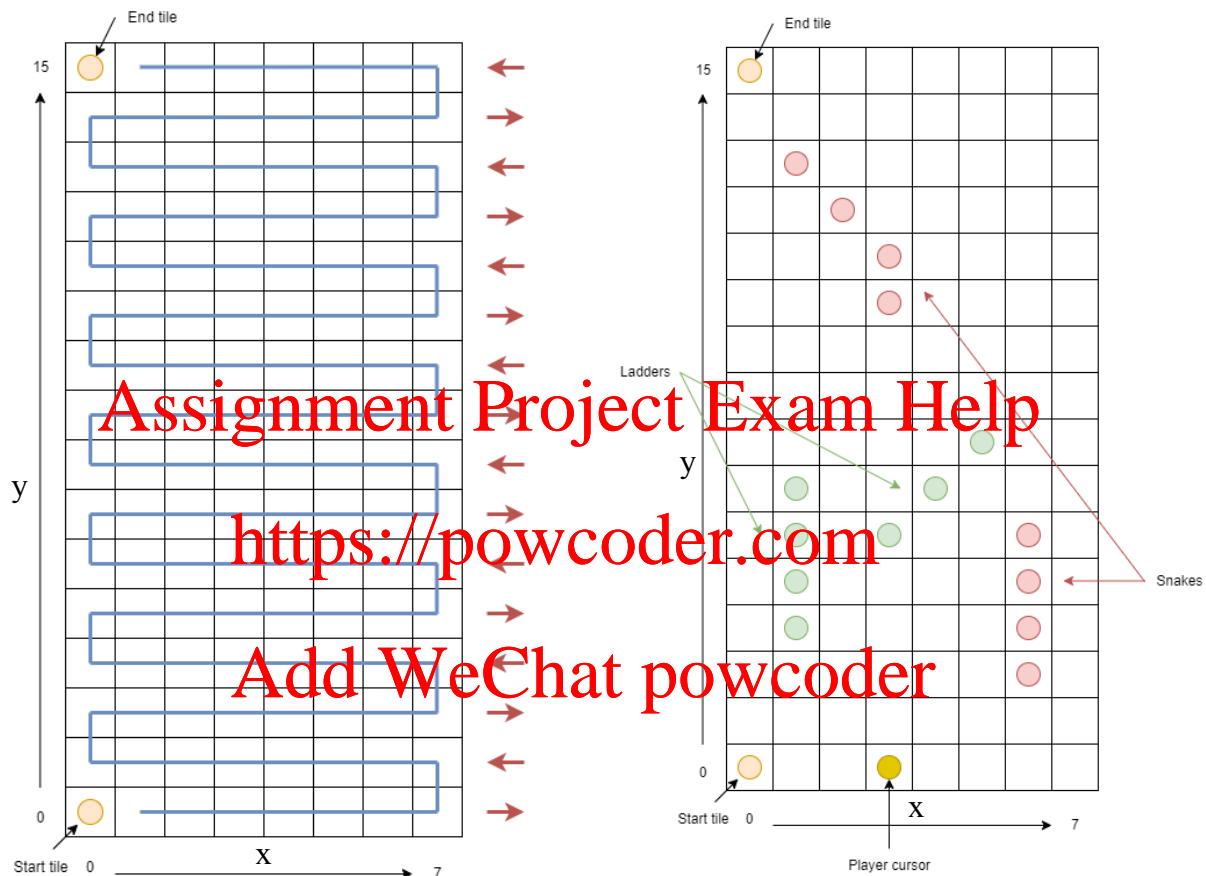 End tile
15
y
0
Start tile
0
x
7
End tile
15
Ladders
y
Snakes
0
Start tile
0
x
7
Player cursor
Assignment Project Exam Help
https://powcoder.com
Add WeChat powcoder